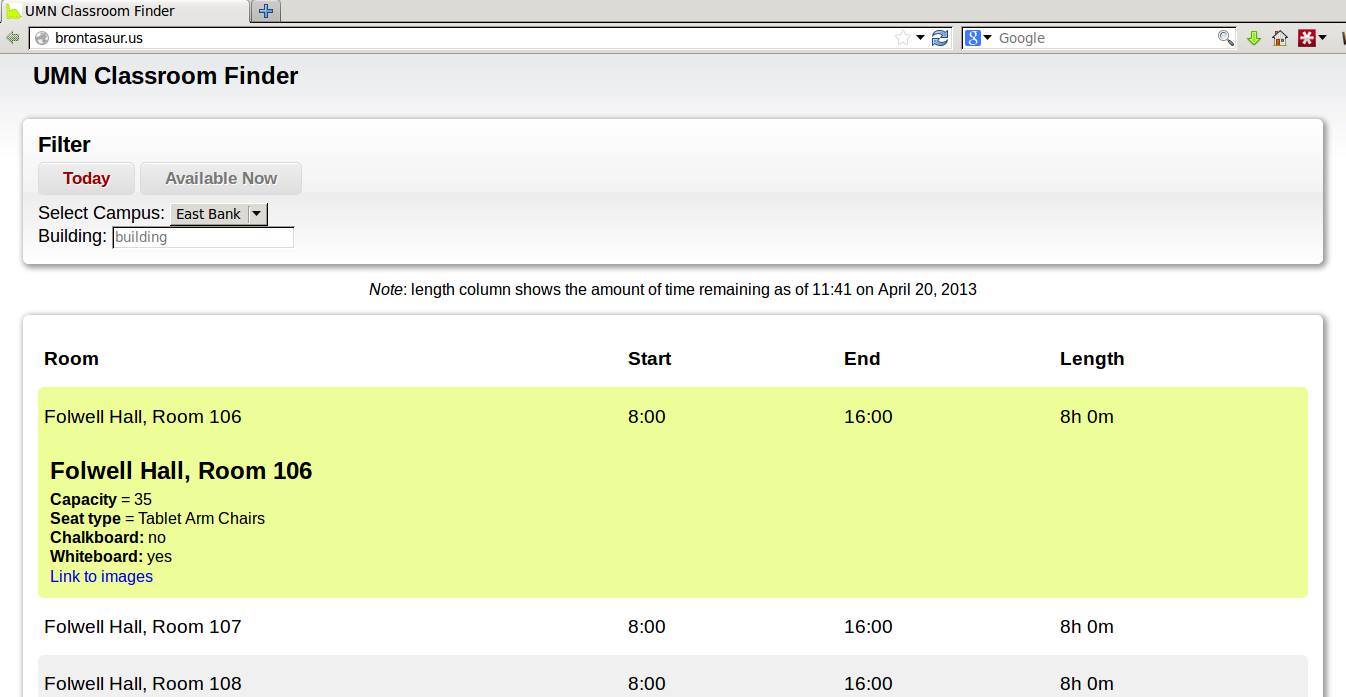 UMN Classroom Finder
brontasaur.us
Google
UMN Classroom Finder
Filter
Today Available Now
Select Campus: East Bank
Building: building
Note: length column shows the amount of time remaining as of 11:41 on April 20, 2013
Room Start End Length
Folwell Hall, Room 106 8:00 16:00 8h 0m
Folwell Hall, Room 106
Capacity = 35
Seat type = Tablet Arm Chairs
Chalkboard: no
Whiteboard: yes
Link to images
Folwell Hall, Room 107 8:00 16:00 8h 0m
Folwell Hall, Room 108 8:00 16:00 8h 0m